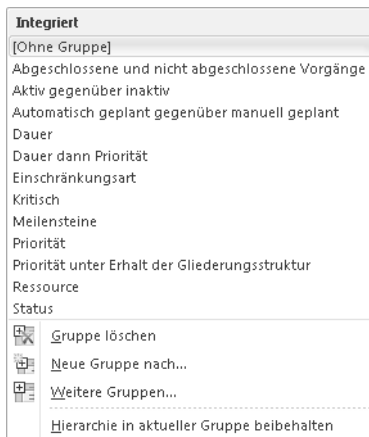 Integriert
[Ohne Gruppe]
Abgeschlossene und nicht abgeschlossene Vorgänge
Aktiv gegenüber inaktiv
Automatisch geplant gegenüber manuell geplant
Dauer
Dauer dann Priorität
Einschränkungsart
Kritisch
Meilensteine
Priorität
Priorität unter Erhalt der Gliederungsstruktur
Ressource
Status
Gruppe löschen
Neue Gruppe nach...
Weitere Gruppen...
Hierarchie in aktueller Gruppe beibehalten